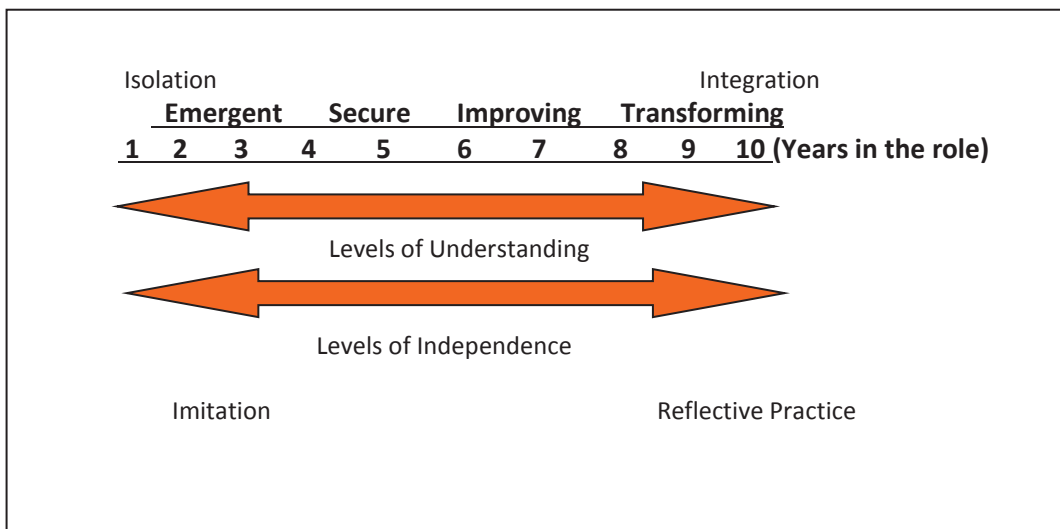 Isolation Integration
Emergent Secure Improving Transforming
1 2 3 4 5 6 7 8 9 10 (Years in the role)
Levels of Understanding
Levels of Independence
Imitation Reflective Practice